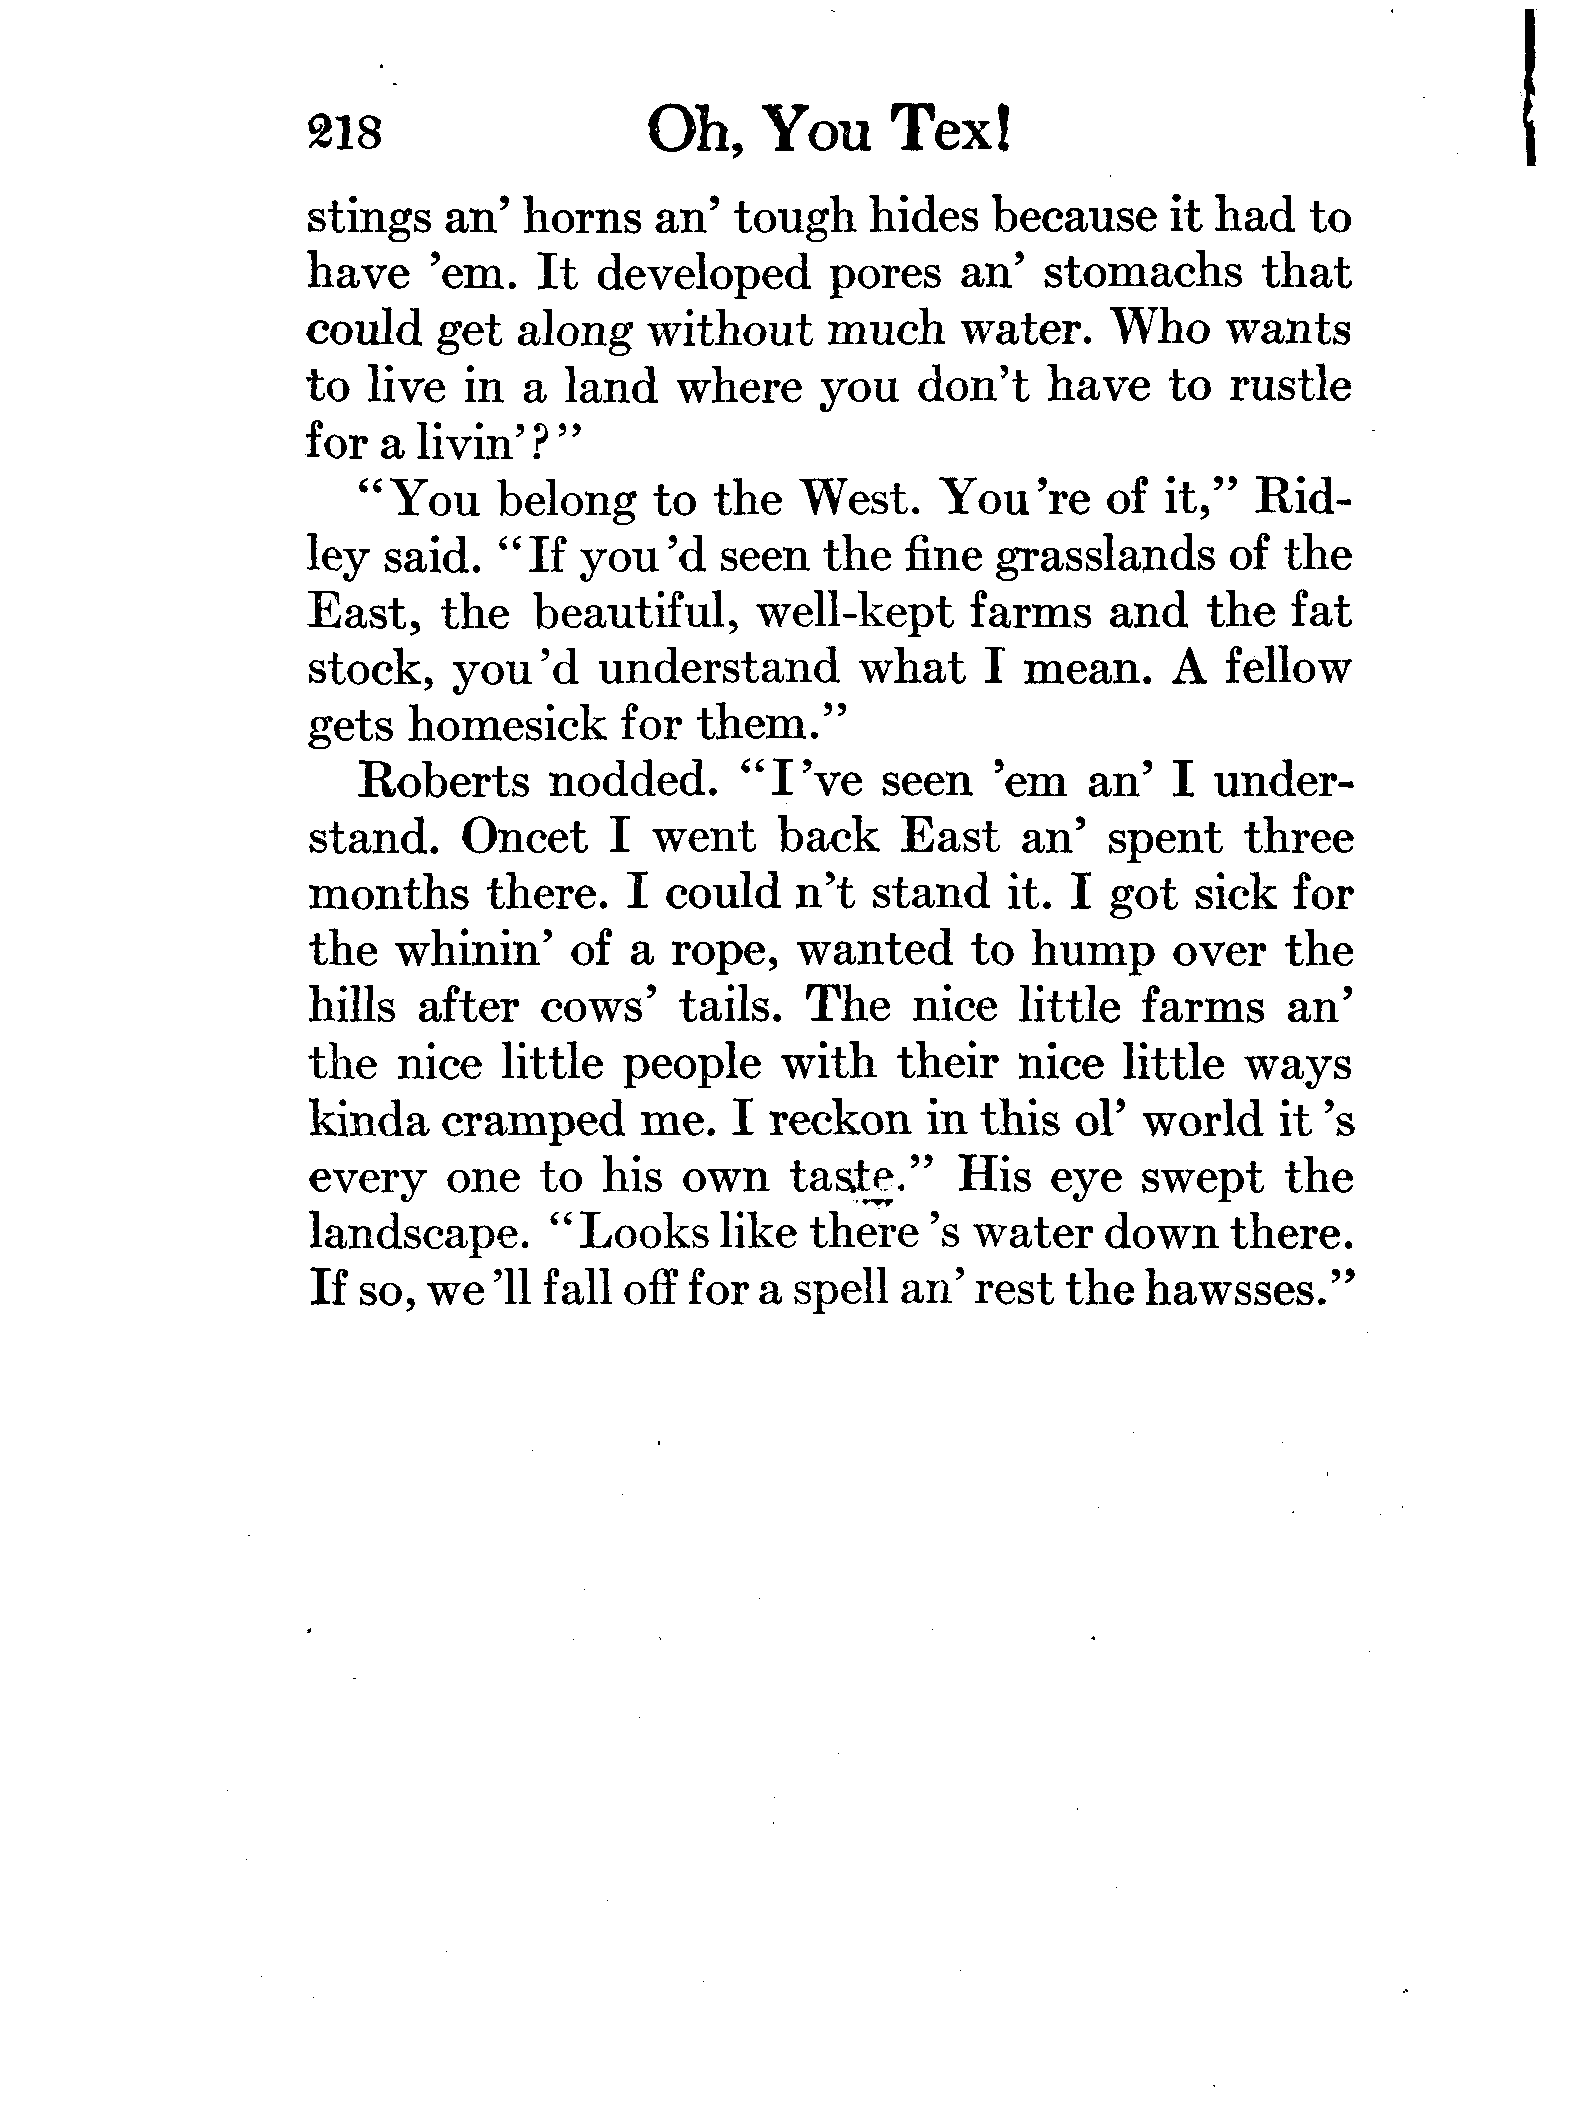 218 Oh, You Tex!
stings an' horns an' tough hides because it had to
have 'em. It developed pores an' stomachs that
could get along without much water. Who wants
to live in a land where you don't have to rustle
for a livin'?"
"You belong to the West. You're of it," Rid-
ley said. "If you'd seen the fine grasslands of the
East, the beautiful, well-kept farms and the fat
stock, you'd understand what I mean. A fellow
gets homesick for them."
Roberts nodded. "I've seen 'em an' I under-
stand. Oncet I went back East an' spent three
months there. I could n't stand it. I got sick for
the whinin' of a rope, wanted to hump over the
hills after cows' tails. The nice little farms an'
the nice little people with their nice little ways
kinda cramped me. I reckon in this ol' world it 's
every one to his own taste." His eye swept the
landscape. "Looks like there 's water down there.
If so, we 'll fall off for a spell an' rest the hawsses."